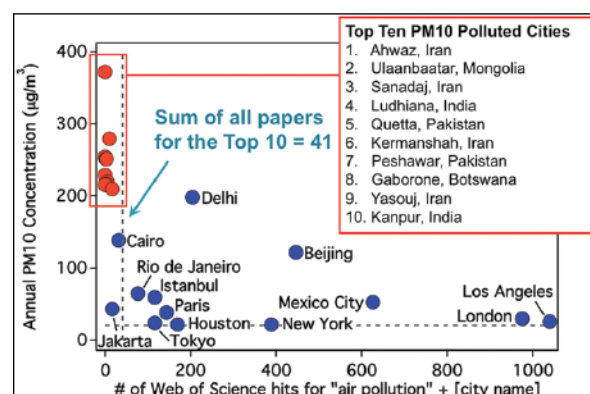 Top Ten PM10 Polluted Cities
1. Ahwaz, Iran
2. Ulaanbaatar, Mongolia
3. Sanadaj, Iran
4. Ludhiana, India
5. Quetta, Pakistan
6. Kermanshah, Iran
7. Peshawar, Pakistan
8. Gaborone, Botswana
9. Yasouj, Iran
10. Kanpur, India
Annual PM10 Concentration (µg/m³)
400
300
200
100
0
Sum of all papers
for the Top 10 = 41
Delhi
Cairo
Beijing
Rio de Janeiro
Istanbul
Paris
Mexico City
Los Angeles
London
Houston
New York
Jakarta
Tokyo
0
200
400
600
800
1000
# of Web of Science hits for "air pollution" + [city name]